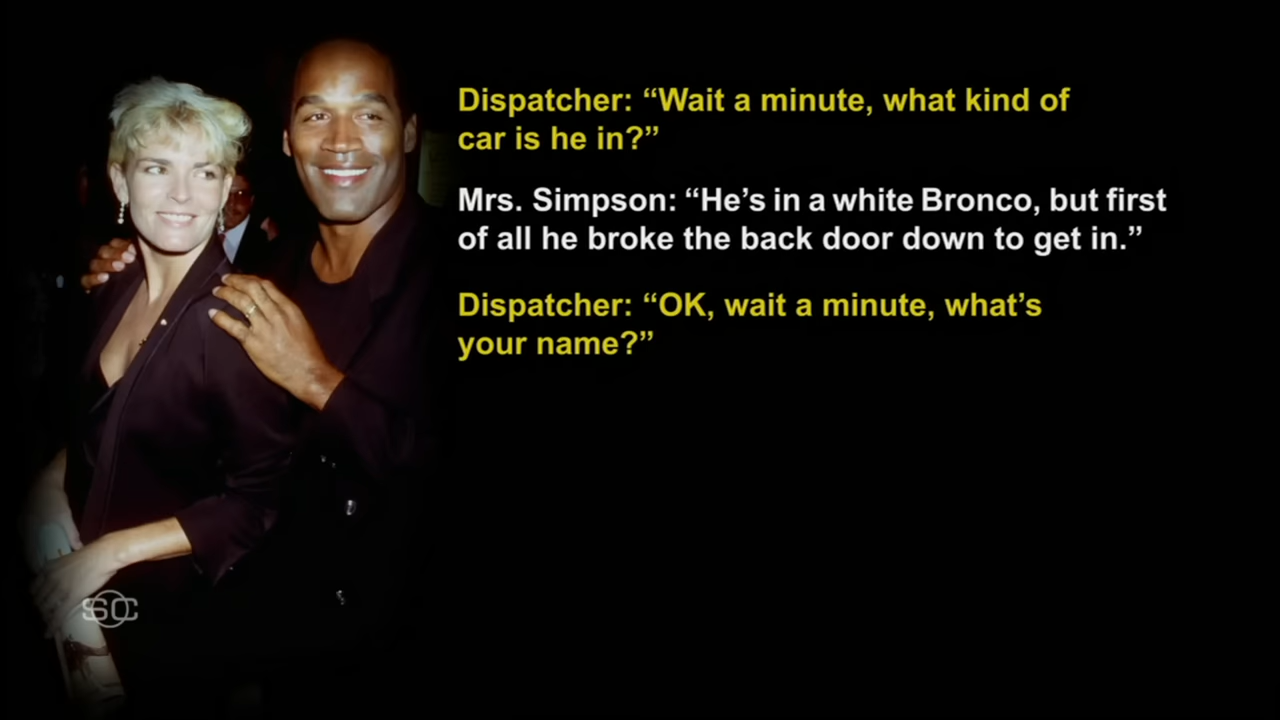 Dispatcher: “Wait a minute, what kind of
car is he in?”
Mrs. Simpson: “He’s in a white Bronco, but first
of all he broke the back door down to get in.”
Dispatcher: “OK, wait a minute, what’s
your name?”
SC